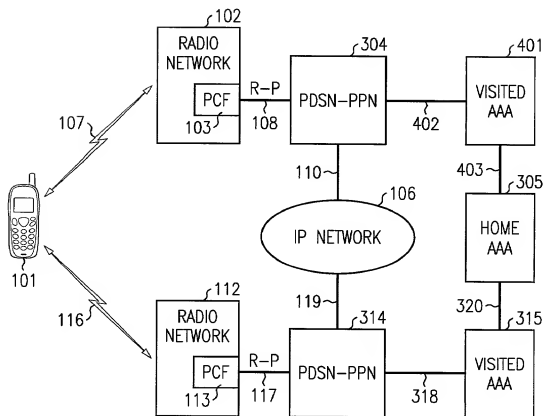 102
RADIO
NETWORK
PCF
103
R-P
108
304
PDSN-PPN
402
401
VISITED
AAA
107
110
403
305
106
IP NETWORK
HOME
AAA
101
116
112
119
314
320
315
RADIO
NETWORK
PCF
113
R-P
117
PDSN-PPN
318
VISITED
AAA